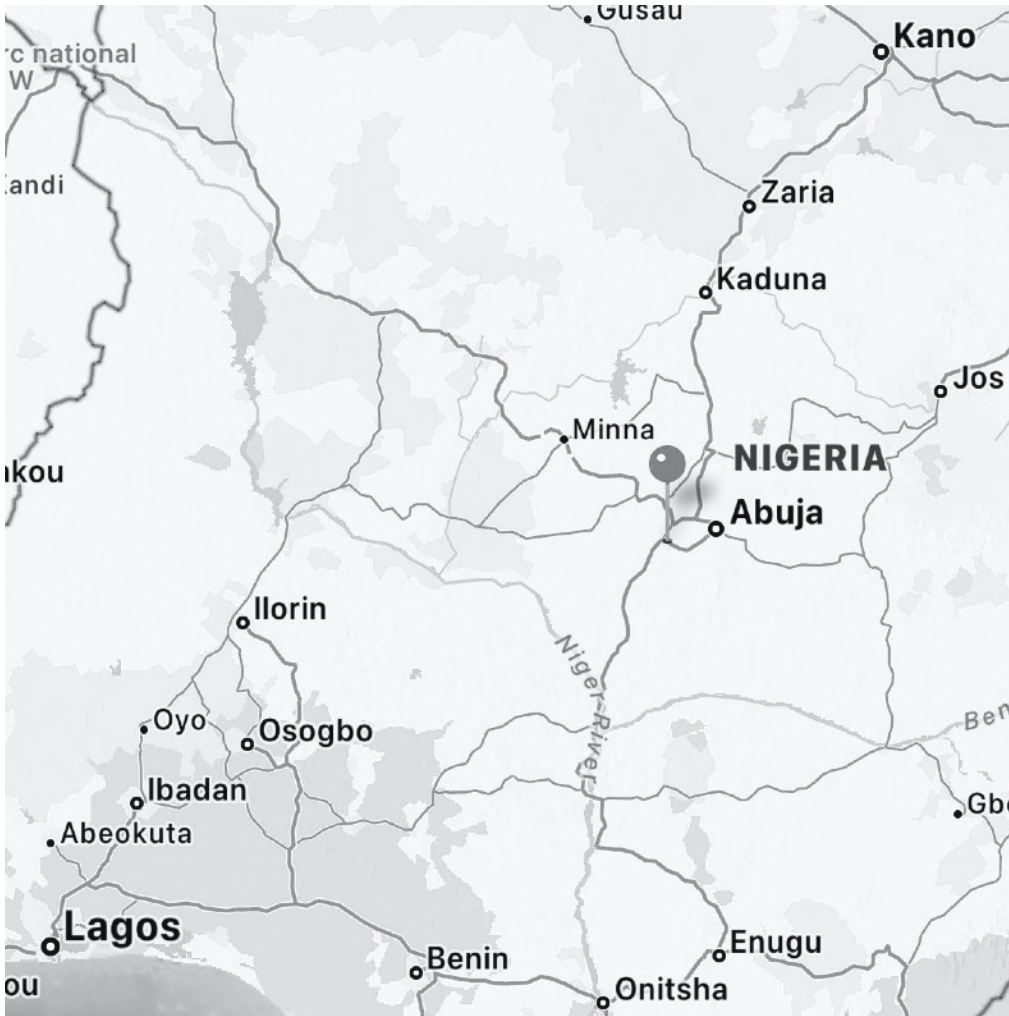 Gusau
Kano
rc national
W
Kandi
Zaria
Kaduna
Jos
Minna
NIGERIA
nkou
Abuja
Ilorin
Niger River
Oyo
Osogbo
Ben
Ibadan
Gbo
Abeokuta
Lagos
Enugu
Benin
ou
Onitsha